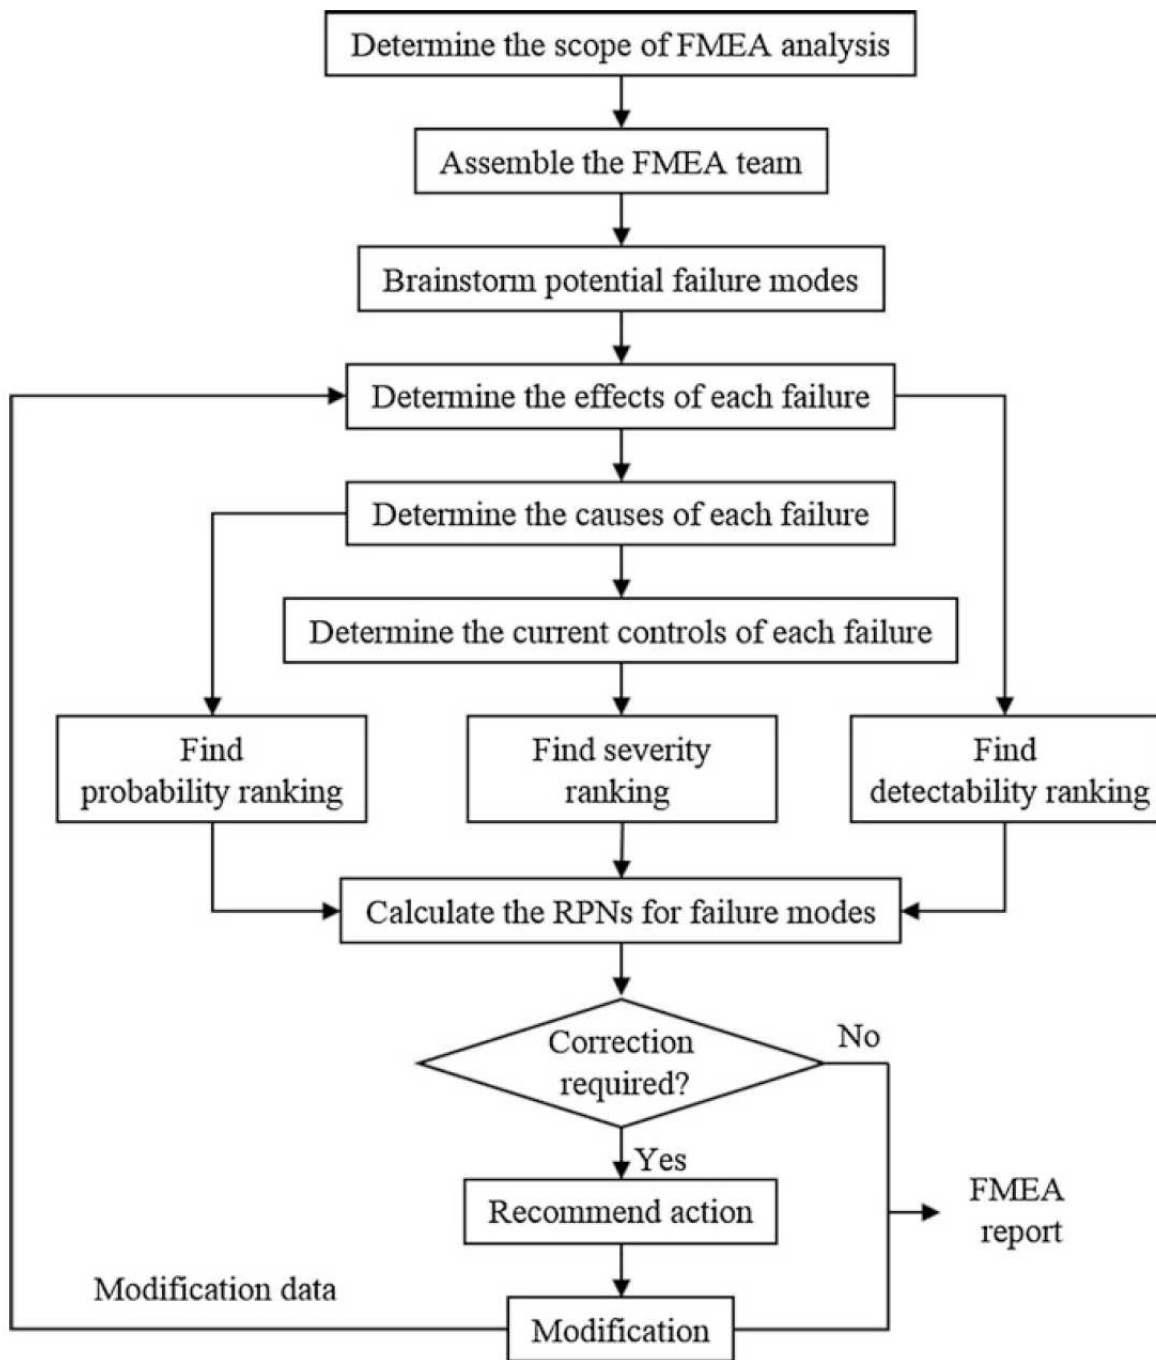 Determine the scope of FMEA analysis
Assemble the FMEA team
Brainstorm potential failure modes
Determine the effects of each failure
Determine the causes of each failure
Determine the current controls of each failure
Find
probability ranking
Find severity
ranking
Find
detectability ranking
Calculate the RPNs for failure modes
Correction
required?
No
Yes
Recommend action
FMEA
report
Modification data
Modification